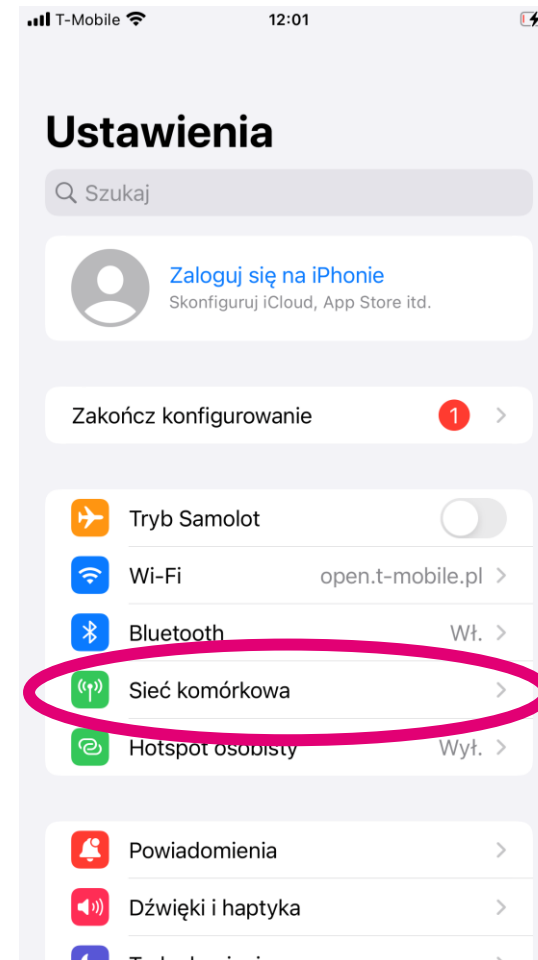 T-Mobile 12:01
Ustawienia
Szukaj
Zaloguj się na iPhonie
Skonfiguruj iCloud, App Store itd.
Zakończ konfigurowanie 1
Tryb Samolot
Wi-Fi open.t-mobile.pl
Bluetooth Wł.
Sieć komórkowa
Hotspot osobisty Wył.
Powiadomienia
Dźwięki i haptyka